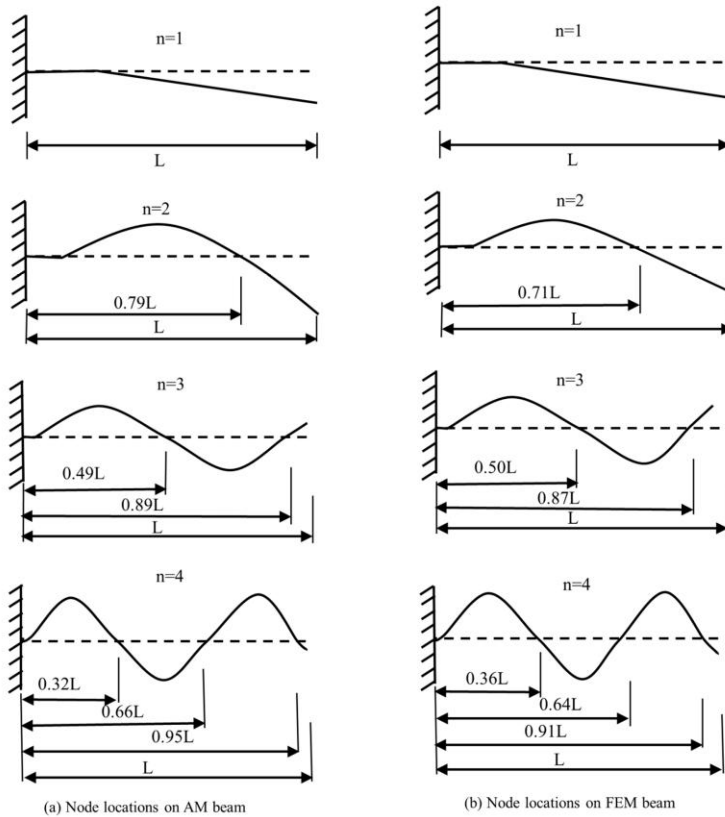 n=1
L
n=2
0.79L
L
n=3
0.49L
0.89L
L
n=4
0.32L
0.66L
0.95L
L
(a) Node locations on AM beam
n=1
L
n=2
0.71L
L
n=3
0.50L
0.87L
L
n=4
0.36L
0.64L
0.91L
L
(b) Node locations on FEM beam